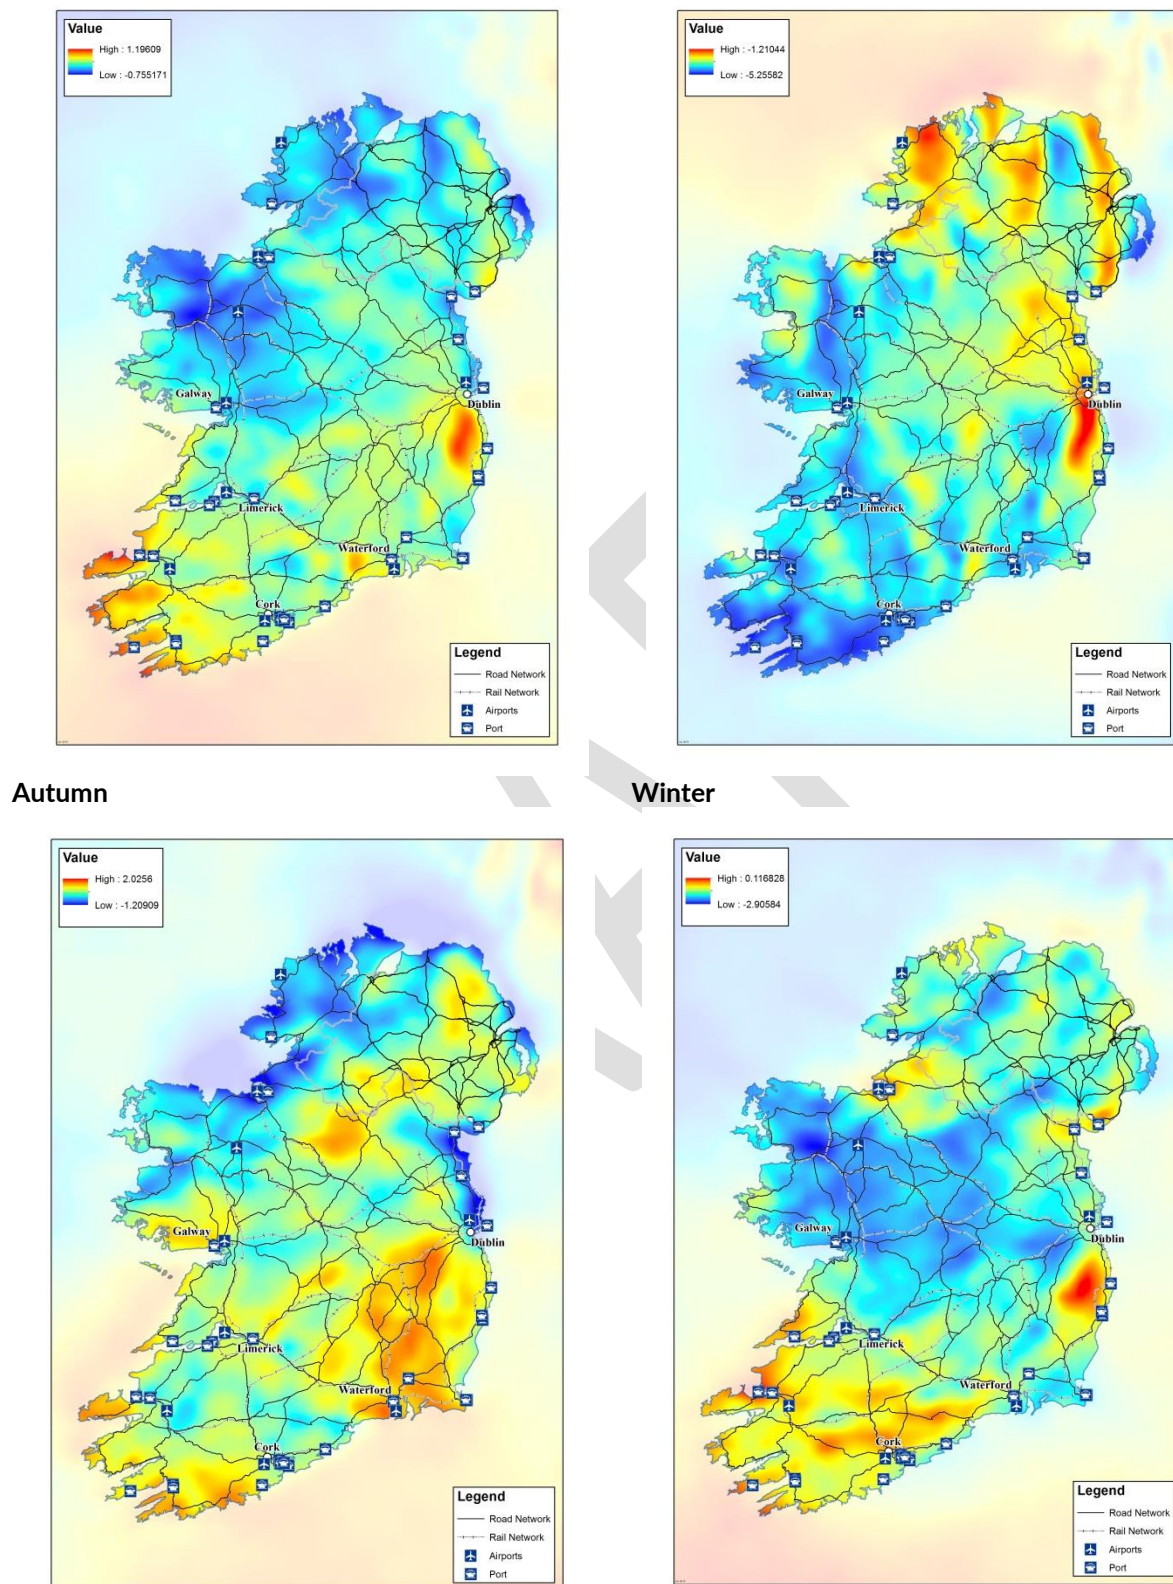 Value
High : 1.19609
Low : -0.755171
Galway
Dublin
Limerick
Waterford
Cork
Legend
Road Network
Rail Network
Airports
Port
Value
High : -1.21044
Low : -5.25582
Galway
Dublin
Limerick
Waterford
Cork
Legend
Road Network
Rail Network
Airports
Port
Autumn
Winter
Value
High : 2.0256
Low : -1.20909
Galway
Dublin
Limerick
Waterford
Cork
Legend
Road Network
Rail Network
Airports
Port
Value
High : 0.116828
Low : -2.90584
Galway
Dublin
Limerick
Waterford
Cork
Legend
Road Network
Rail Network
Airports
Port